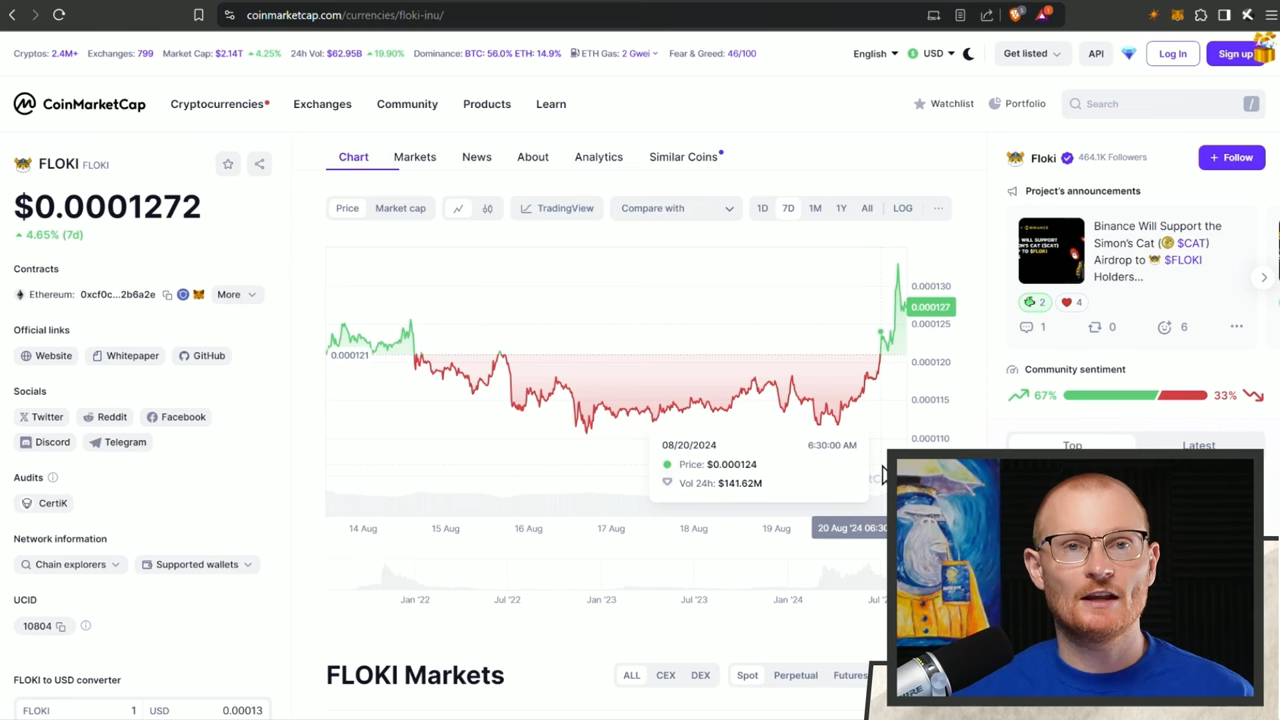 coinmarketcap.com/currencies/floki-inu/
Cryptos: 2.4M+ Exchanges: 799 Market Cap: $2.14T 4.25% 24h Vol: $62.95B 19.90% Dominance: BTC: 56.0% ETH: 14.9% ETH Gas: 2 Gwei Fear & Greed: 46/100
English USD Get listed API Log In Sign up
CoinMarketCap Cryptocurrencies Exchanges Community Products Learn Watchlist Portfolio Search /
FLOKI FLOKI
$0.0001272
4.65% (7d)
Contracts
Ethereum: 0xcf0c...2b6a2e More
Official links
Website Whitepaper GitHub
Socials
Twitter Reddit Facebook
Discord Telegram
Audits
CertiK
Network information
Chain explorers Supported wallets
UCID
10804
FLOKI to USD converter
FLOKI 1 USD 0.00013
Chart Markets News About Analytics Similar Coins
Price Market cap TradingView Compare with 1D 7D 1M 1Y All LOG
0.000130
0.000127
0.000125
0.000121
0.000120
0.000115
0.000110
08/20/2024 6:30:00 AM
Price: $0.000124
Vol 24h: $141.62M
14 Aug 15 Aug 16 Aug 17 Aug 18 Aug 19 Aug 20 Aug '24 06:30
Jan '22 Jul '22 Jan '23 Jul '23 Jan '24
FLOKI Markets ALL CEX DEX Spot Perpetual Futures
Floki 464.1K Followers + Follow
Project's announcements
Binance Will Support the
Simon's Cat ( $CAT)
Airdrop to $FLOKI
Holders...
2 4
1 0 6
Community sentiment
67% 33%
Top Latest